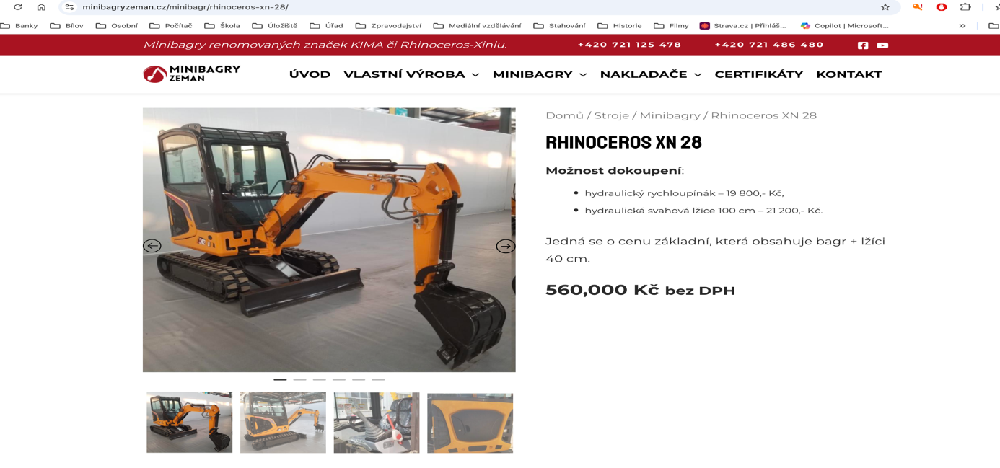 minibagryzeman.cz/minibagr/rhinoceros-xn-28/
Banky Bílov Osobní Počítač Škola Úložiště Úřad Zpravodajství Mediální vzdělávání Stahování Historie Filmy Strava.cz | Přihláš... Copilot | Microsoft... »
Minibagry renomovaných značek KIMA či Rhinoceros-Xiniu. +420 721 125 478 +420 721 486 480
MINIBAGRY
ZEMAN
ÚVOD VLASTNÍ VÝROBA MINIBAGRY NAKLADAČE CERTIFIKÁTY KONTAKT
Domů / Stroje / Minibagry / Rhinoceros XN 28
RHINOCEROS XN 28
Možnost dokoupení:
• hydraulický rychloupínák – 19 800,- Kč,
• hydraulická svahová lžíce 100 cm – 21 200,- Kč.
Jedná se o cenu základní, která obsahuje bagr + lžíci
40 cm.
560,000 Kč bez DPH